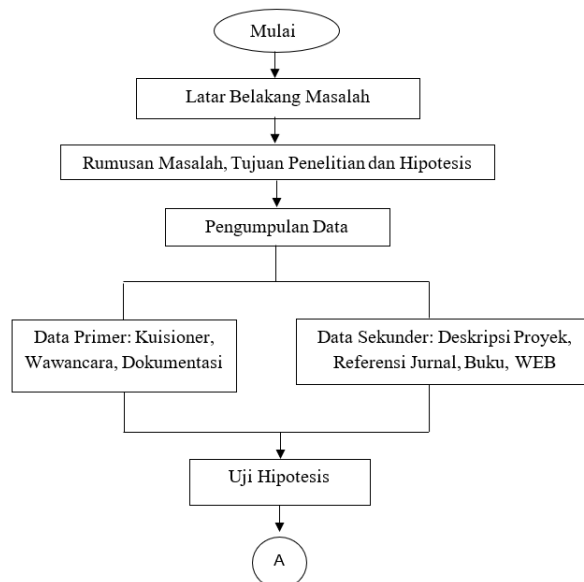 Mulai
Latar Belakang Masalah
Rumusan Masalah, Tujuan Penelitian dan Hipotesis
Pengumpulan Data
Data Primer: Kuisioner,
Wawancara, Dokumentasi
Data Sekunder: Deskripsi Proyek,
Referensi Jurnal, Buku, WEB
Uji Hipotesis
A